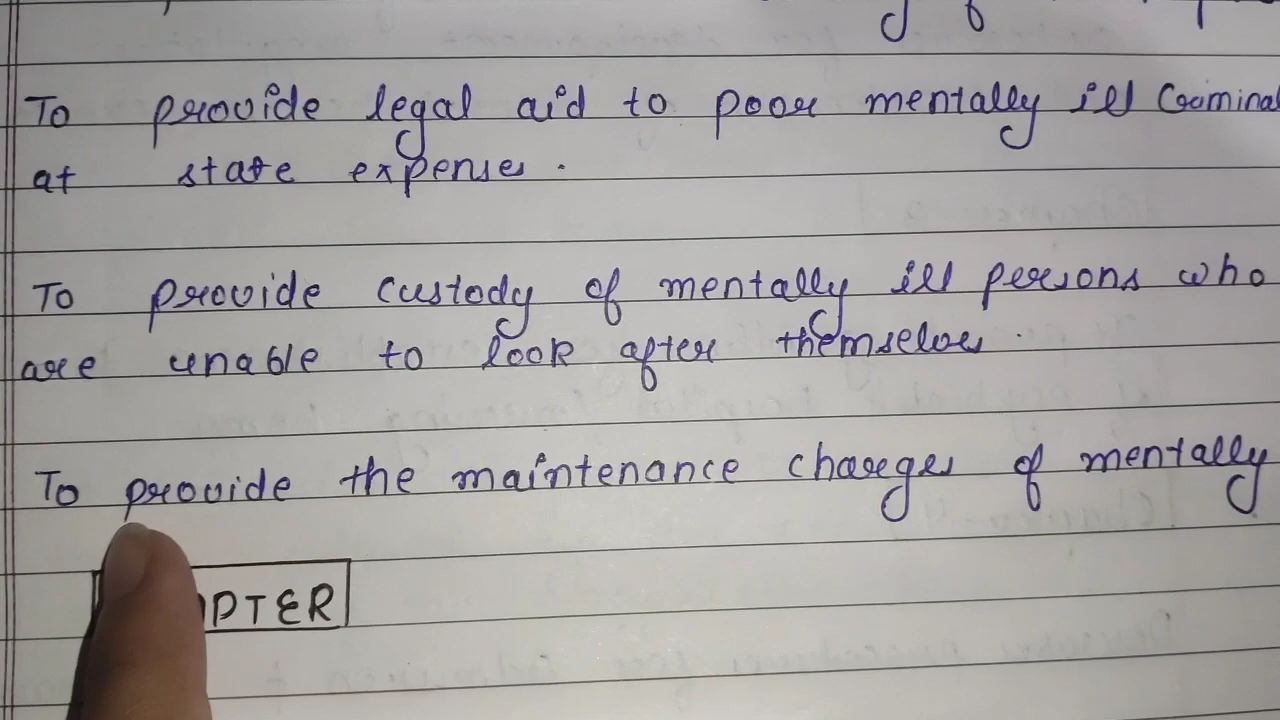 To provide legal aid to poor mentally ill Criminal
at state expense.
To provide custody of mentally ill persons who
are unable to look after themselves.
To provide the maintenance charges of mentally
PTER